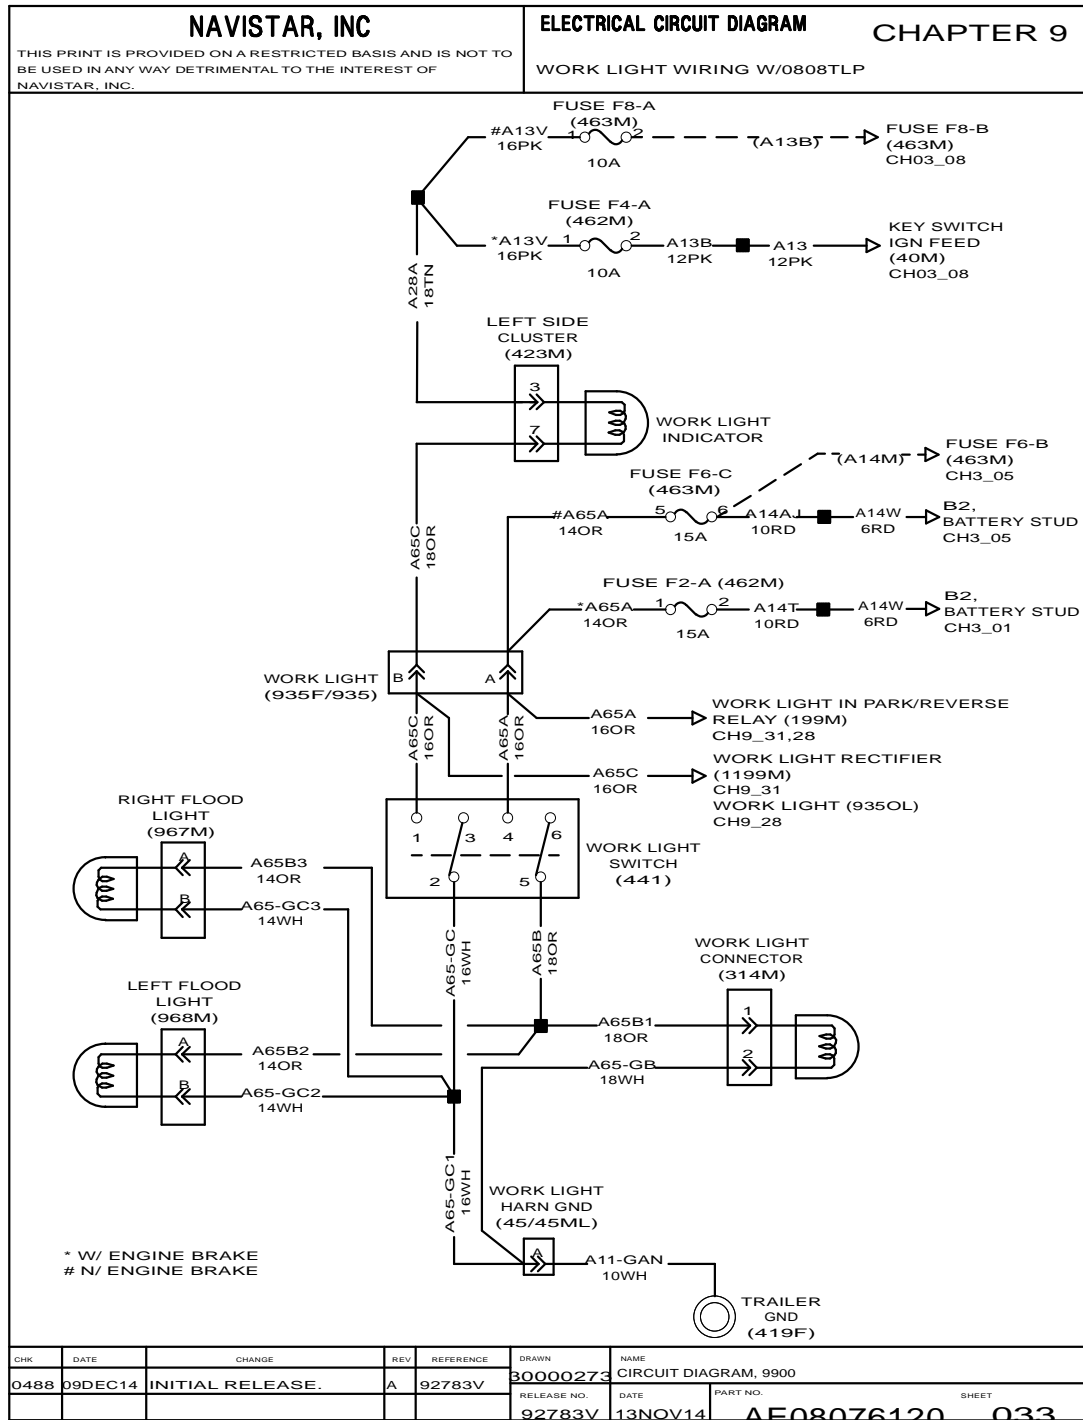 NAVISTAR, INC
THIS PRINT IS PROVIDED ON A RESTRICTED BASIS AND IS NOT TO
BE USED IN ANY WAY DETRIMENTAL TO THE INTEREST OF
NAVISTAR, INC.
ELECTRICAL CIRCUIT DIAGRAM
CHAPTER 9
WORK LIGHT WIRING W/0808TLP
FUSE F8-A
(463M)
#A13V
16PK
1
2
10A
(A13B)
FUSE F8-B
(463M)
CH03_08
FUSE F4-A
(462M)
*A13V
16PK
1
2
10A
A13B
12PK
A13
12PK
KEY SWITCH
IGN FEED
(40M)
CH03_08
A28A
18TN
LEFT SIDE
CLUSTER
(423M)
3
7
WORK LIGHT
INDICATOR
FUSE F6-B
(463M)
CH3_05
(A14M)
FUSE F6-C
(463M)
#A65A
14OR
5
6
15A
A14AJ
10RD
A14W
6RD
B2,
BATTERY STUD
CH3_05
A65C
18OR
FUSE F2-A (462M)
*A65A
14OR
1
2
15A
A14T
10RD
A14W
6RD
B2,
BATTERY STUD
CH3_01
WORK LIGHT
(935F/935)
B
A
A65C
16OR
A65A
16OR
A65A
16OR
WORK LIGHT IN PARK/REVERSE
RELAY (199M)
CH9_31,28
A65C
16OR
WORK LIGHT RECTIFIER
(1199M)
CH9_31
WORK LIGHT (935OL)
CH9_28
1
3
4
6
2
5
WORK LIGHT
SWITCH
(441)
RIGHT FLOOD
LIGHT
(967M)
A
B
A65B3
14OR
A65-GC3
14WH
A65-GC
16WH
A65B
18OR
WORK LIGHT
CONNECTOR
(314M)
1
2
A65B1
18OR
A65-GB
18WH
LEFT FLOOD
LIGHT
(968M)
A
B
A65B2
14OR
A65-GC2
14WH
A65-GC1
16WH
WORK LIGHT
HARN GND
(45/45ML)
A
A11-GAN
10WH
TRAILER
GND
(419F)
* W/ ENGINE BRAKE
# N/ ENGINE BRAKE
CHK DATE CHANGE REV REFERENCE
0488 09DEC14 INITIAL RELEASE. A 92783V
DRAWN
30000273
NAME
CIRCUIT DIAGRAM, 9900
RELEASE NO. DATE PART NO. SHEET
92783V 13NOV14 AE08076120 033